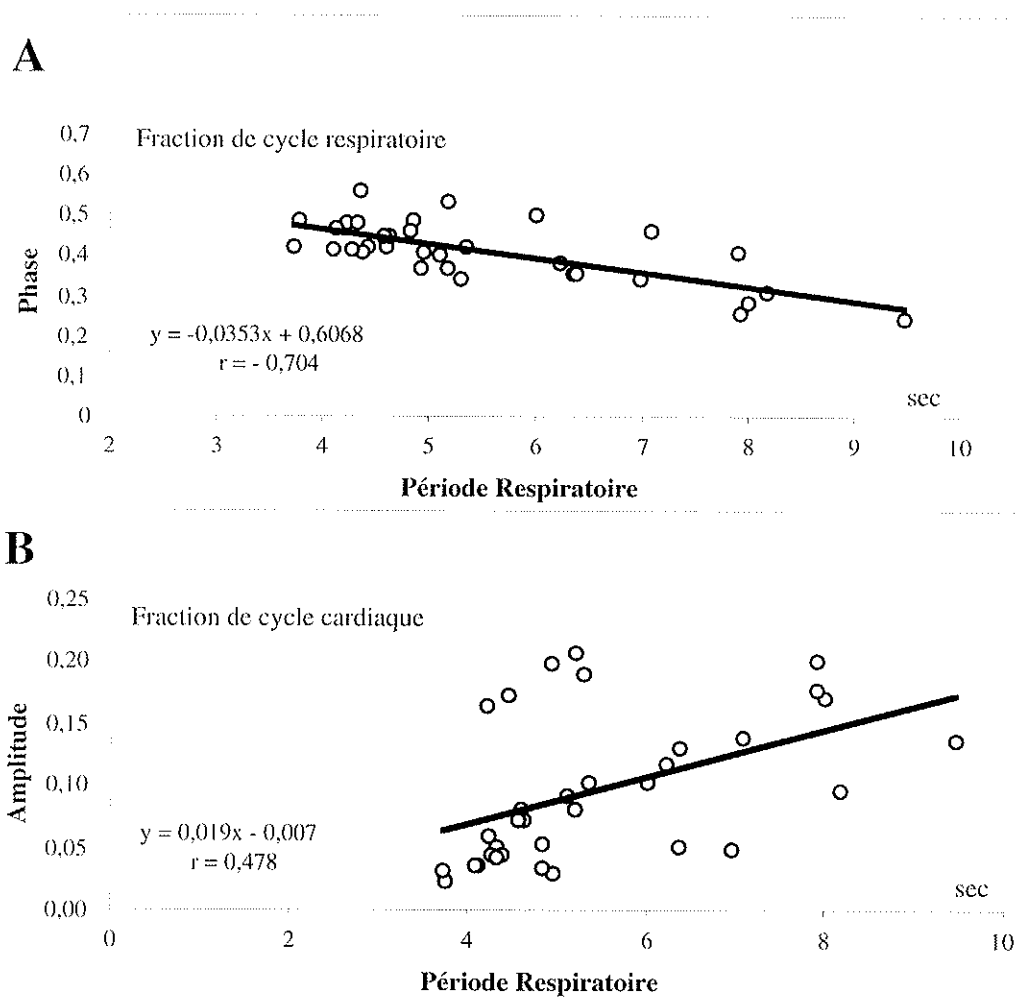 A
0,7
Fraction de cycle respiratoire
0,6
0,5
0,4
0,3
0,2
0,1
0
Phase
y = -0,0353x + 0,6068
r = - 0,704
sec
2 3 4 5 6 7 8 9 10
Période Respiratoire
B
0,25
Fraction de cycle cardiaque
0,20
0,15
0,10
0,05
0,00
Amplitude
y = 0,019x - 0,007
r = 0,478
sec
0 2 4 6 8 10
Période Respiratoire